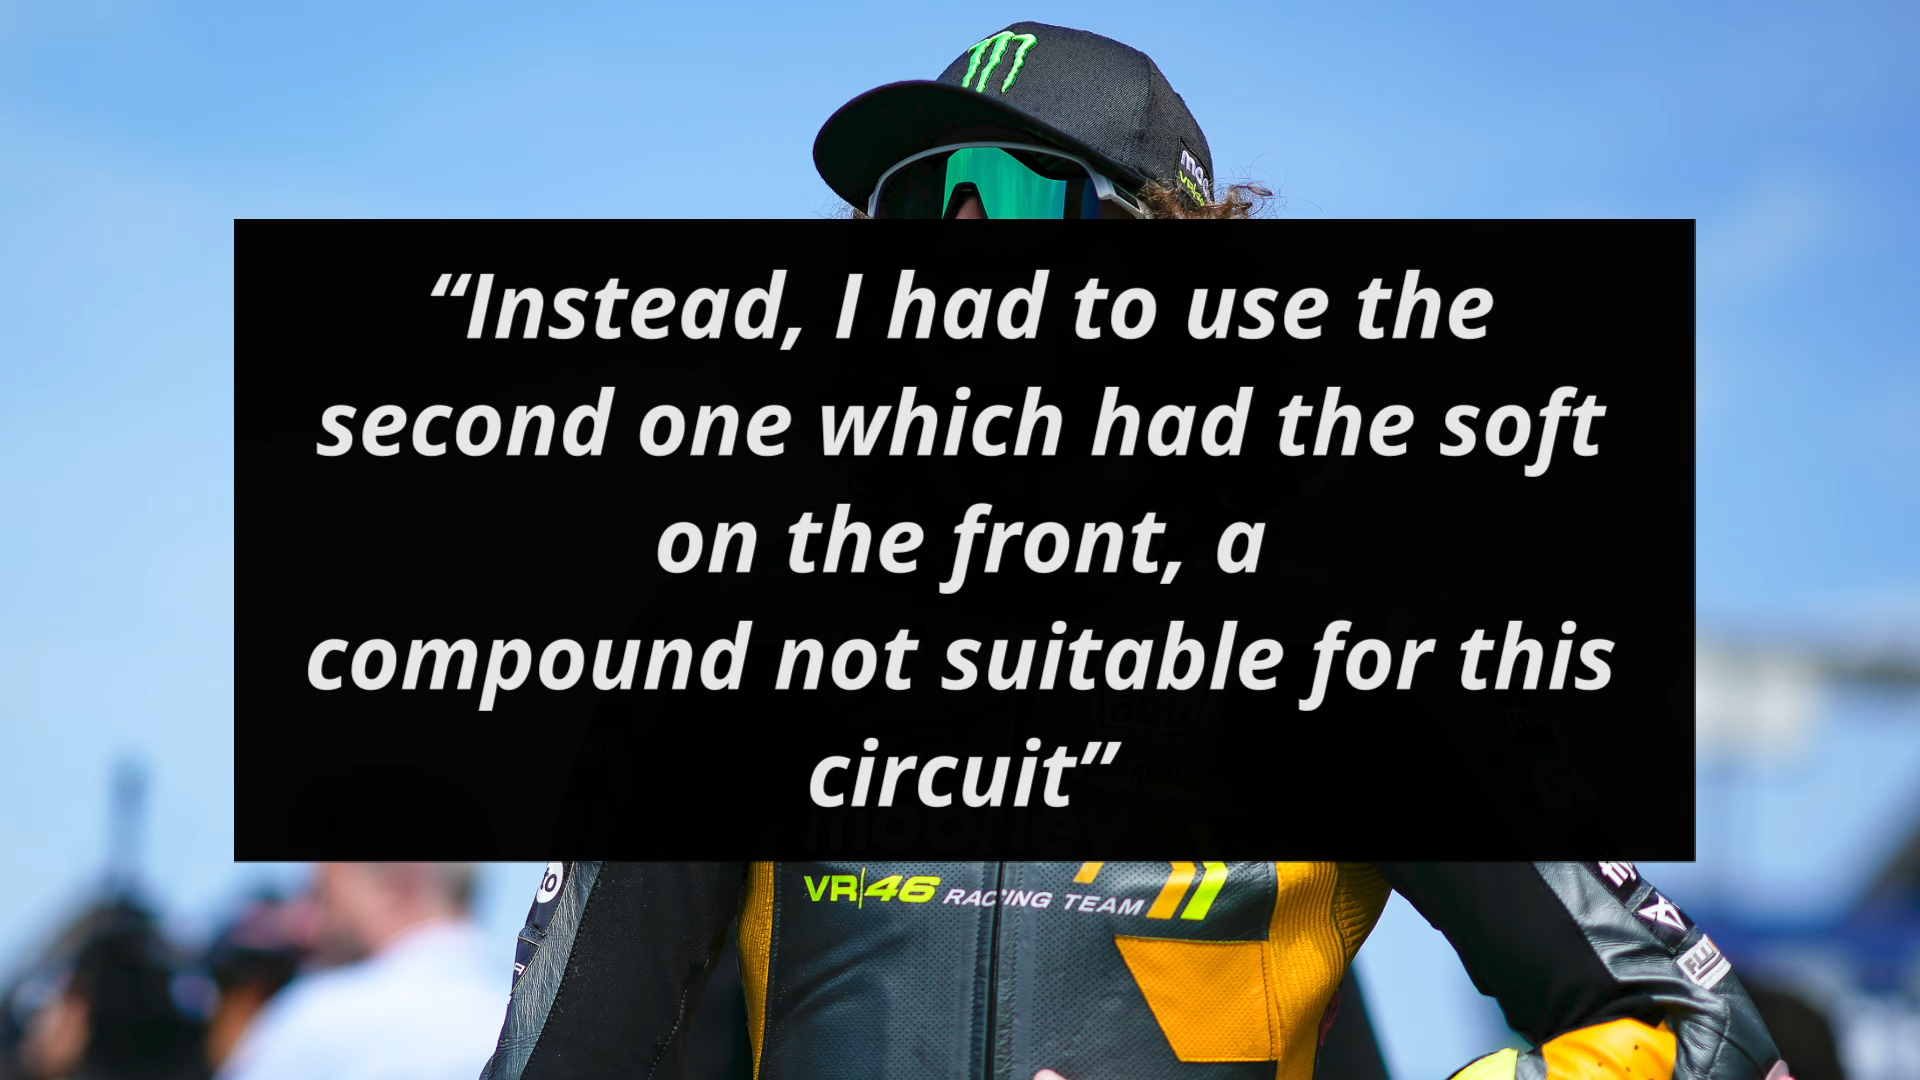 “Instead, I had to use the
second one which had the soft
on the front, a
compound not suitable for this
circuit”
VR|46 RACING TEAM